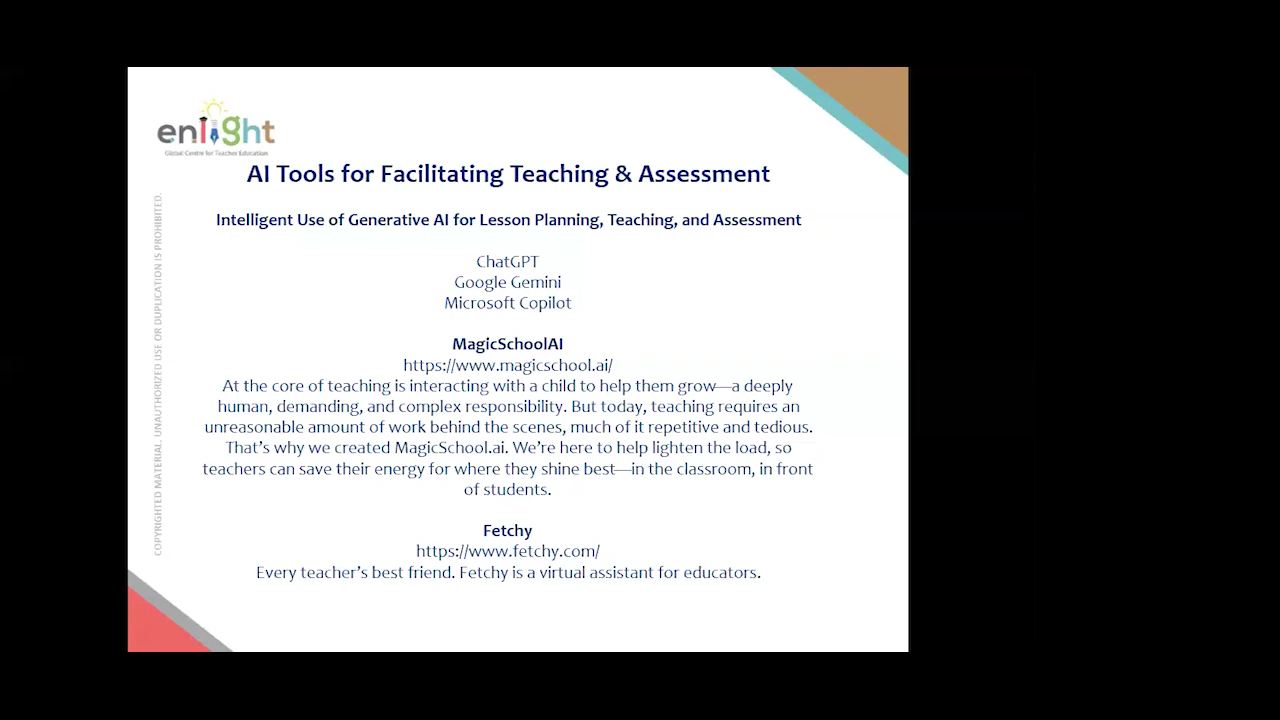 enlight
Global Centre for Teacher Education
AI Tools for Facilitating Teaching & Assessment
Intelligent Use of Generative AI for Lesson Planning, Teaching, and Assessment
ChatGPT
Google Gemini
Microsoft Copilot
MagicSchoolAI
https://www.magicschool.ai/
At the core of teaching is interacting with a child to help them grow—a deeply
human, demanding, and complex responsibility. But today, teaching requires an
unreasonable amount of work behind the scenes, much of it repetitive and tedious.
That's why we created MagicSchool.ai. We're here to help lighten the load, so
teachers can save their energy for where they shine best—in the classroom, in front
of students.
Fetchy
https://www.fetchy.com/
Every teacher's best friend. Fetchy is a virtual assistant for educators.
COPYRIGHTED MATERIAL. UNAUTHORIZED USE OR DUPLICATION IS PROHIBITED.